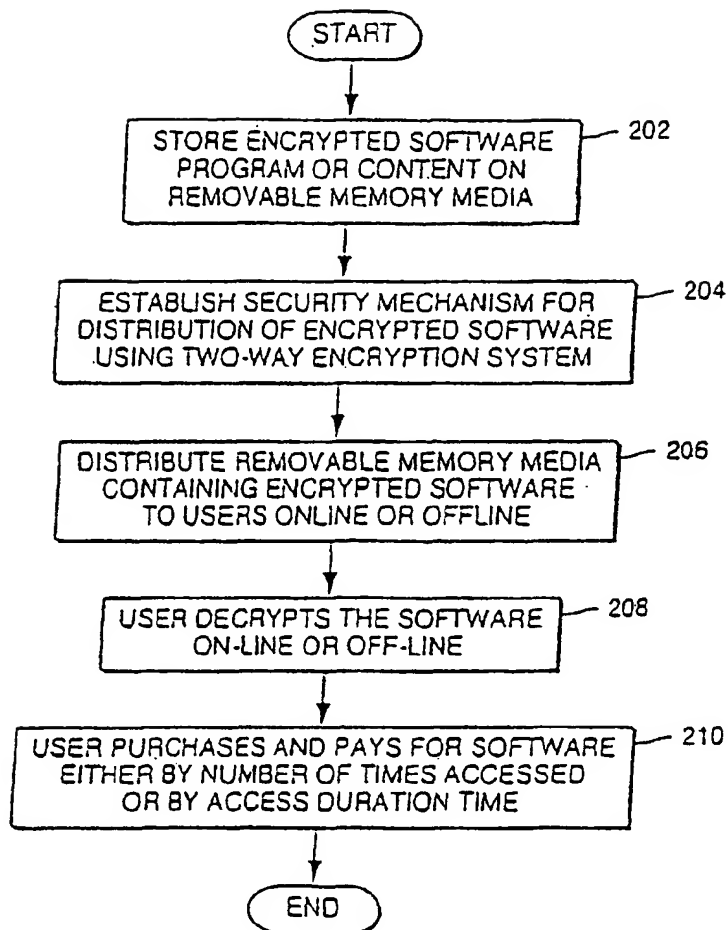 START
STORE ENCRYPTED SOFTWARE
PROGRAM OR CONTENT ON
REMOVABLE MEMORY MEDIA
202
ESTABLISH SECURITY MECHANISM FOR
DISTRIBUTION OF ENCRYPTED SOFTWARE
USING TWO-WAY ENCRYPTION SYSTEM
204
DISTRIBUTE REMOVABLE MEMORY MEDIA
CONTAINING ENCRYPTED SOFTWARE
TO USERS ONLINE OR OFFLINE
206
USER DECRYPTS THE SOFTWARE
ON-LINE OR OFF-LINE
208
USER PURCHASES AND PAYS FOR SOFTWARE
EITHER BY NUMBER OF TIMES ACCESSED
OR BY ACCESS DURATION TIME
210
END